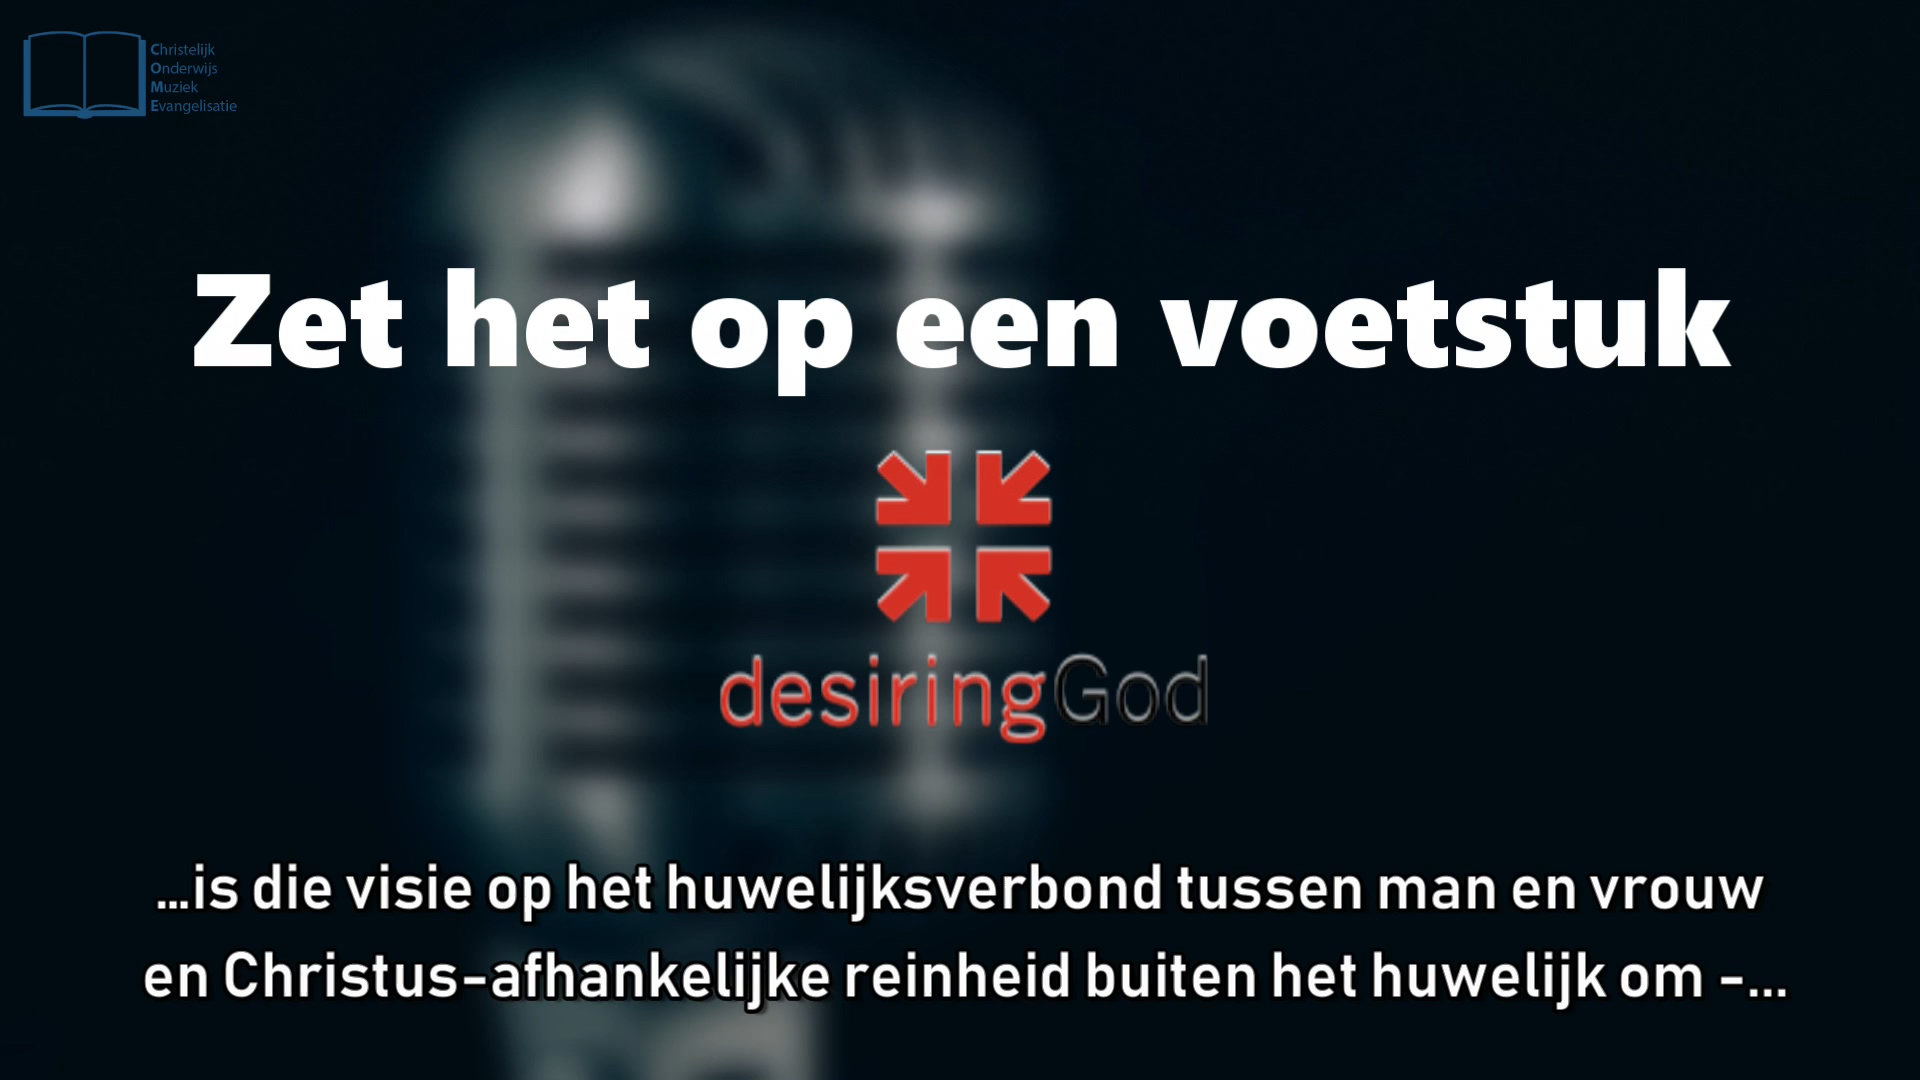 Christelijk
Onderwijs
Muziek
Evangelisatie
Zet het op een voetstuk
desiringGod
...is die visie op het huwelijksverbond tussen man en vrouw
en Christus-afhankelijke reinheid buiten het huwelijk om -...